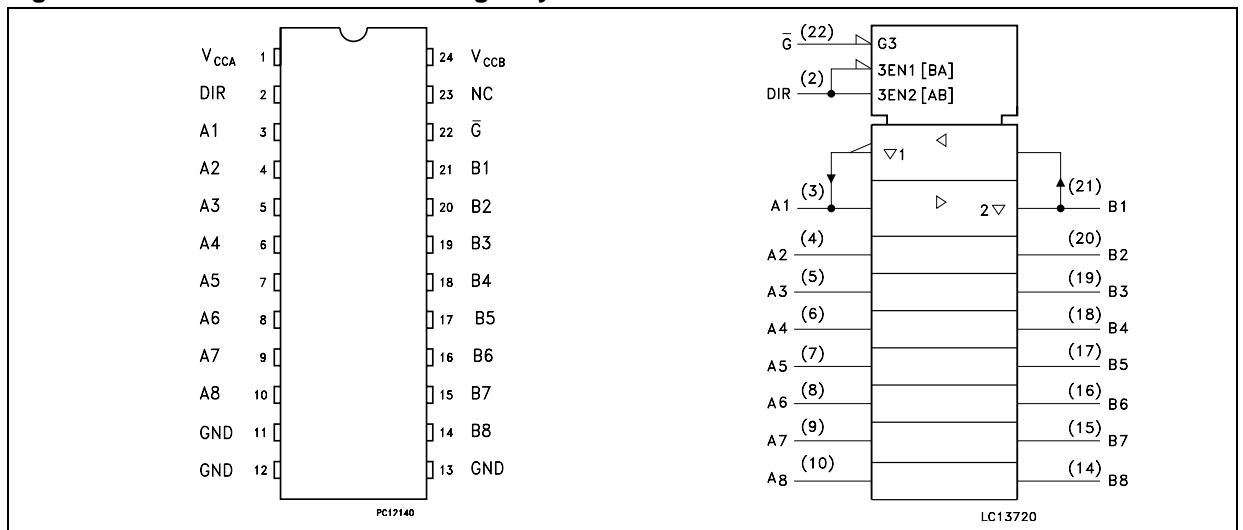 VCCA 1 24 VCCB
DIR 2 23 NC
A1 3 22 G̅
A2 4 21 B1
A3 5 20 B2
A4 6 19 B3
A5 7 18 B4
A6 8 17 B5
A7 9 16 B6
A8 10 15 B7
GND 11 14 B8
GND 12 13 GND
PC12140
G̅ (22) G3
3EN1 [BA]
DIR (2) 3EN2 [AB]
▽1 ◁
A1 (3) ▷ 2▽ (21) B1
A2 (4) (20) B2
A3 (5) (19) B3
A4 (6) (18) B4
A5 (7) (17) B5
A6 (8) (16) B6
A7 (9) (15) B7
A8 (10) (14) B8
LC13720